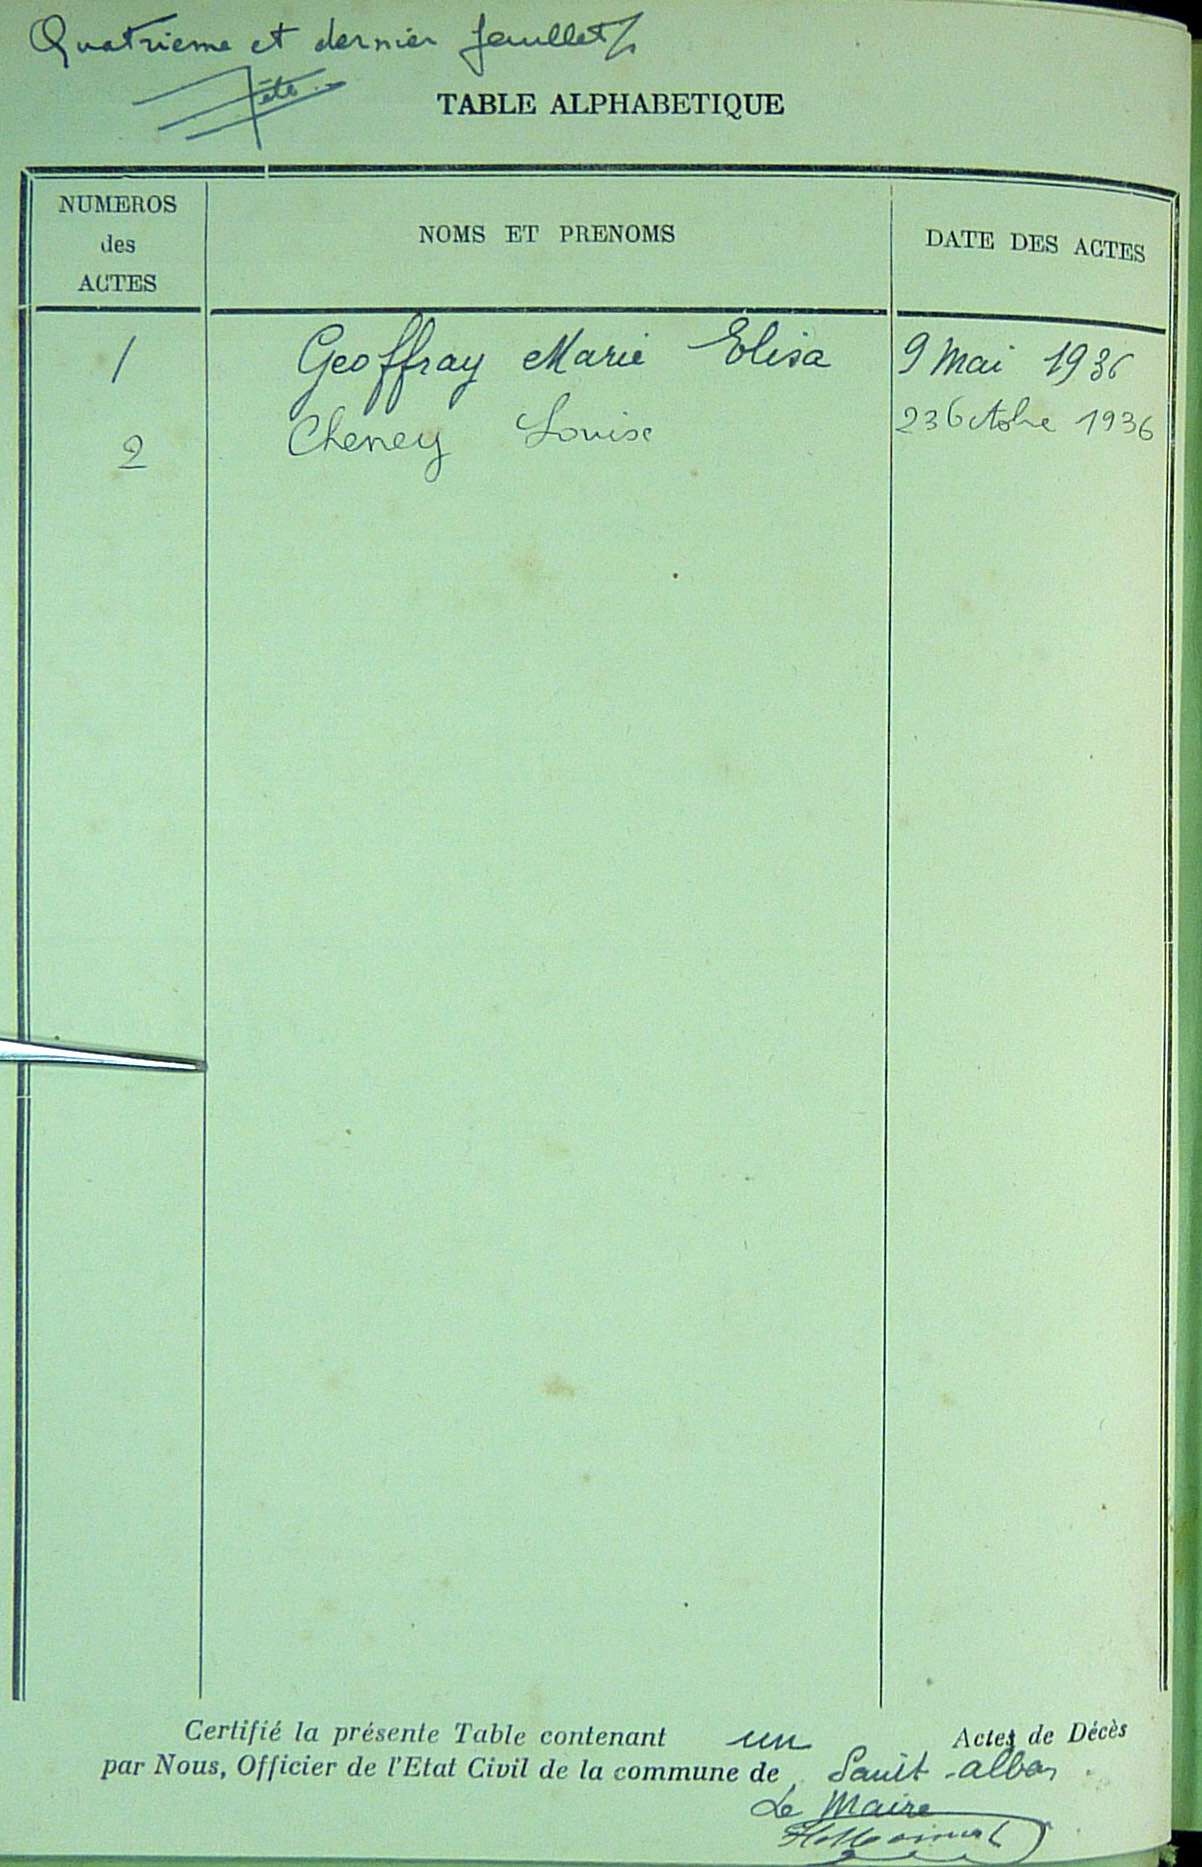 Quatrieme et dernier feuillet
TABLE ALPHABETIQUE
NUMEROS
des
ACTES
NOMS ET PRENOMS
DATE DES ACTES
1 Geoffray Marie Elisa 9 Mai 1936
2 Cheney Louise 23 Octobre 1936
Certifié la présente Table contenant un Actes de Décès
par Nous, Officier de l'Etat Civil de la commune de Saint-alban
Le Maire